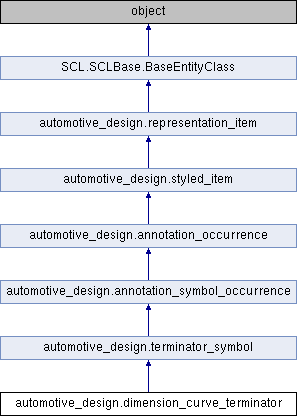 object
SCL.SCLBase.BaseEntityClass
automotive_design.representation_item
automotive_design.styled_item
automotive_design.annotation_occurrence
automotive_design.annotation_symbol_occurrence
automotive_design.terminator_symbol
automotive_design.dimension_curve_terminator